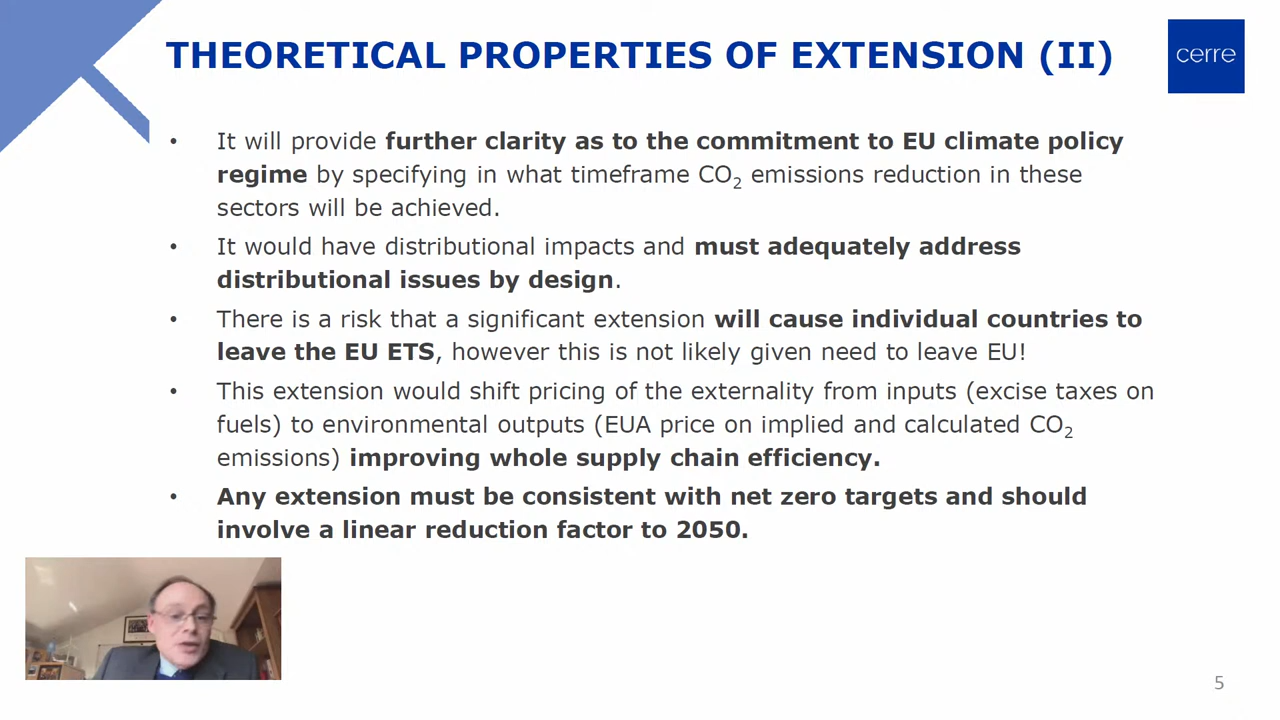 THEORETICAL PROPERTIES OF EXTENSION (II)
cerre
• It will provide further clarity as to the commitment to EU climate policy
regime by specifying in what timeframe CO₂ emissions reduction in these
sectors will be achieved.
• It would have distributional impacts and must adequately address
distributional issues by design.
• There is a risk that a significant extension will cause individual countries to
leave the EU ETS, however this is not likely given need to leave EU!
• This extension would shift pricing of the externality from inputs (excise taxes on
fuels) to environmental outputs (EUA price on implied and calculated CO₂
emissions) improving whole supply chain efficiency.
• Any extension must be consistent with net zero targets and should
involve a linear reduction factor to 2050.
5